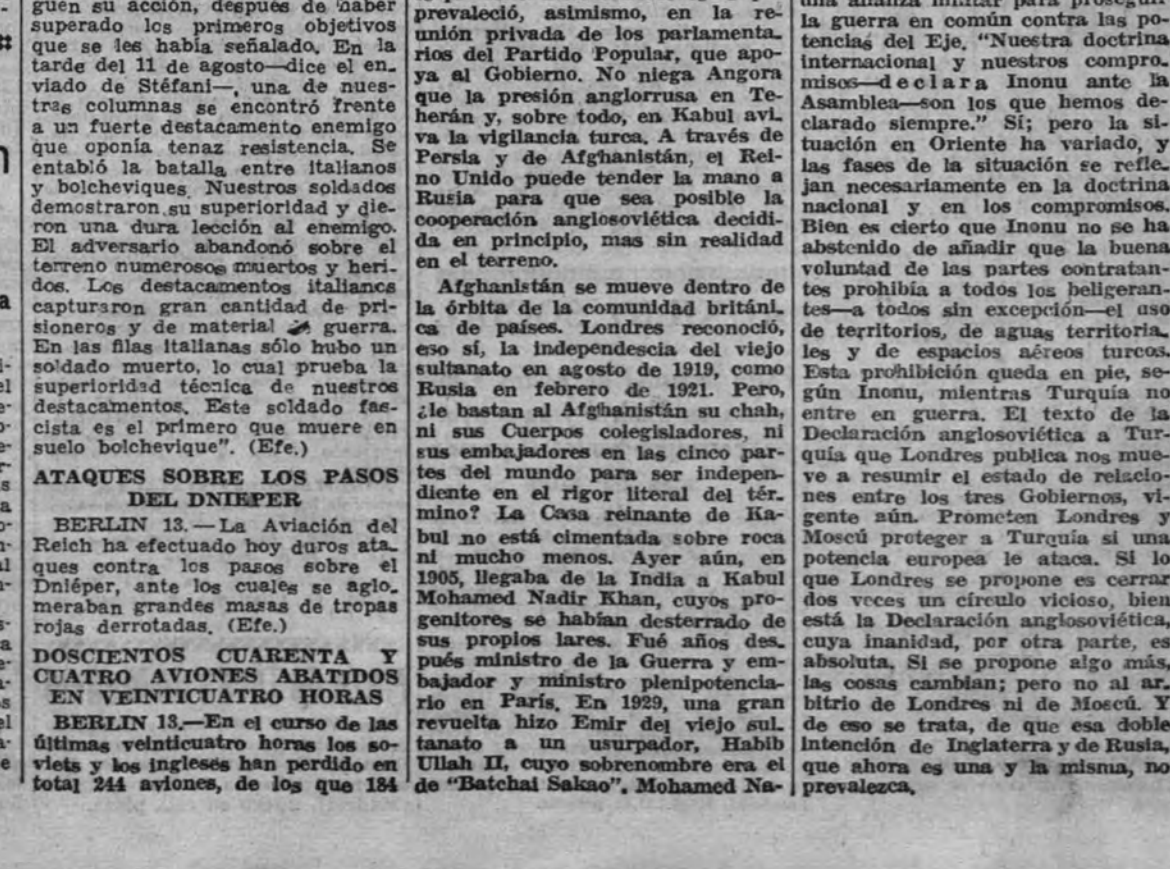 guen su acción, después de haber
superado los primeros objetivos
que se les había señalado. En la
tarde del 11 de agosto—dice el en-
viado de Stéfani—, una de nues-
tras columnas se encontró frente
a un fuerte destacamento enemigo
que oponía tenaz resistencia. Se
entabló la batalla entre italianos
y bolcheviques. Nuestros soldados
demostraron su superioridad y die-
ron una dura lección al enemigo.
El adversario abandonó sobre el
terreno numerosos muertos y heri-
dos. Los destacamentos italianos
capturaron gran cantidad de pri-
sioneros y de material guerra.
En las filas italianas sólo hubo un
soldado muerto, lo cual prueba la
superioridad técnica de nuestros
destacamentos. Este soldado fas-
cista es el primero que muere en
suelo bolchevique". (Efe.)
ATAQUES SOBRE LOS PASOS
DEL DNIEPER
BERLIN 13.—La Aviación del
Reich ha efectuado hoy duros ata-
ques contra los pasos sobre el
Dniéper, ante los cuales se aglo-
meraban grandes masas de tropas
rojas derrotadas. (Efe.)
DOSCIENTOS CUARENTA Y
CUATRO AVIONES ABATIDOS
EN VEINTICUATRO HORAS
BERLIN 13.—En el curso de las
últimas veinticuatro horas los so-
viets y los ingleses han perdido en
total 244 aviones, de los que 184
prevaleció, asimismo, en la re-
unión privada de los parlamenta-
rios del Partido Popular, que apo-
ya al Gobierno. No niega Angora
que la presión anglorrusa en Te-
herán y, sobre todo, en Kabul avi-
va la vigilancia turca. A través de
Persia y de Afghanistán, el Rei-
no Unido puede tender la mano a
Rusia para que sea posible la
cooperación anglosoviética decidi-
da en principio, mas sin realidad
en el terreno.
Afghanistán se mueve dentro de
la órbita de la comunidad británi-
ca de países. Londres reconoció,
eso sí, la independescia del viejo
sultanato en agosto de 1919, como
Rusia en febrero de 1921. Pero,
¿le bastan al Afghanistán su chah,
ni sus Cuerpos colegisladores, ni
sus embajadores en las cinco par-
tes del mundo para ser indepen-
diente en el rigor literal del tér-
mino? La Casa reinante de Ka-
bul no está cimentada sobre roca
ni mucho menos. Ayer aún, en
1905, llegaba de la India a Kabul
Mohamed Nadir Khan, cuyos pro-
genitores se habían desterrado de
sus propios lares. Fué años des-
pués ministro de la Guerra y em-
bajador y ministro plenipotencia-
rio en París. En 1929, una gran
revuelta hizo Emir del viejo sul-
tanato a un usurpador, Habib
Ullah II, cuyo sobrenombre era el
de "Batchai Sakao". Mohamed Na-
la guerra en común contra las po-
tencias del Eje. "Nuestra doctrina
internacional y nuestros compro-
misos—declara Inonu ante la
Asamblea—son los que hemos de-
clarado siempre." Sí; pero la si-
tuación en Oriente ha variado, y
las fases de la situación se refle-
jan necesariamente en la doctrina
nacional y en los compromisos.
Bien es cierto que Inonu no se ha
abstenido de añadir que la buena
voluntad de las partes contratan-
tes prohibía a todos los beligeran-
tes—a todos sin excepción—el uso
de territorios, de aguas territoria-
les y de espacios aéreos turcos.
Esta prohibición queda en pie, se-
gún Inonu, mientras Turquía no
entre en guerra. El texto de la
Declaración anglosoviética a Tur-
quía que Londres publica nos mue-
ve a resumir el estado de relacio-
nes entre los tres Gobiernos, vi-
gente aún. Prometen Londres y
Moscú proteger a Turquía si una
potencia europea le ataca. Si lo
que Londres se propone es cerrar
dos veces un círculo vicioso, bien
está la Declaración anglosoviética,
cuya inanidad, por otra parte, es
absoluta. Si se propone algo más,
las cosas cambian; pero no al ar-
bitrio de Londres ni de Moscú. Y
de eso se trata, de que esa doble
intención de Inglaterra y de Rusia,
que ahora es una y la misma, no
prevalezca.